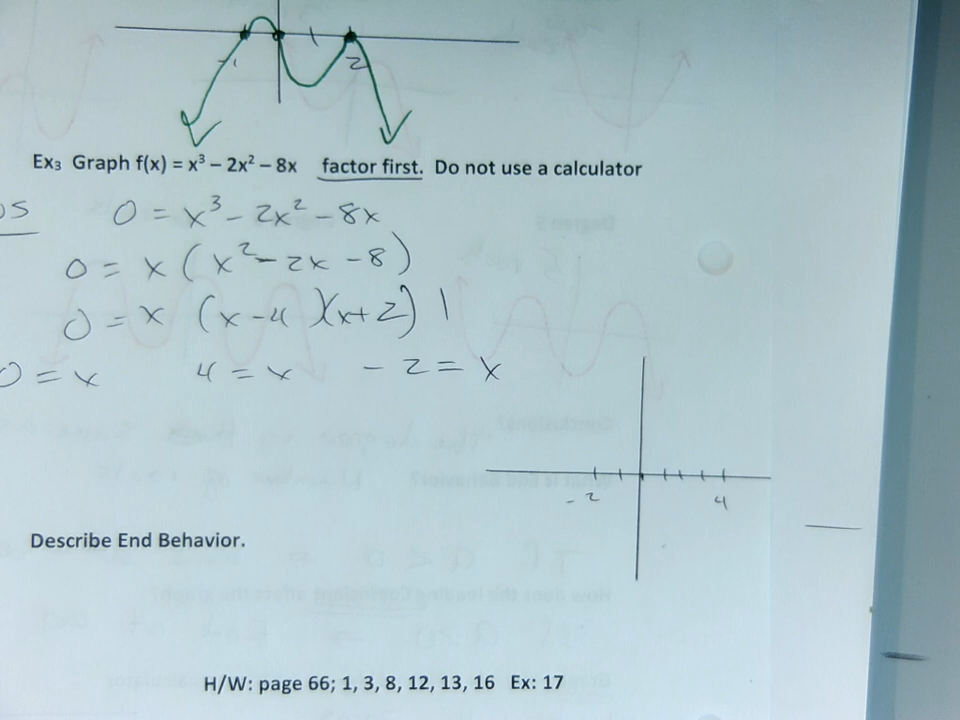 -1 2
Ex3 Graph f(x) = x³ – 2x² – 8x factor first. Do not use a calculator
0 = x³ - 2x² - 8x
0 = x (x² - 2x - 8)
0 = x (x-4)(x+2)
0 = x 4 = x -2 = x
-2 4
Describe End Behavior.
H/W: page 66; 1, 3, 8, 12, 13, 16 Ex: 17